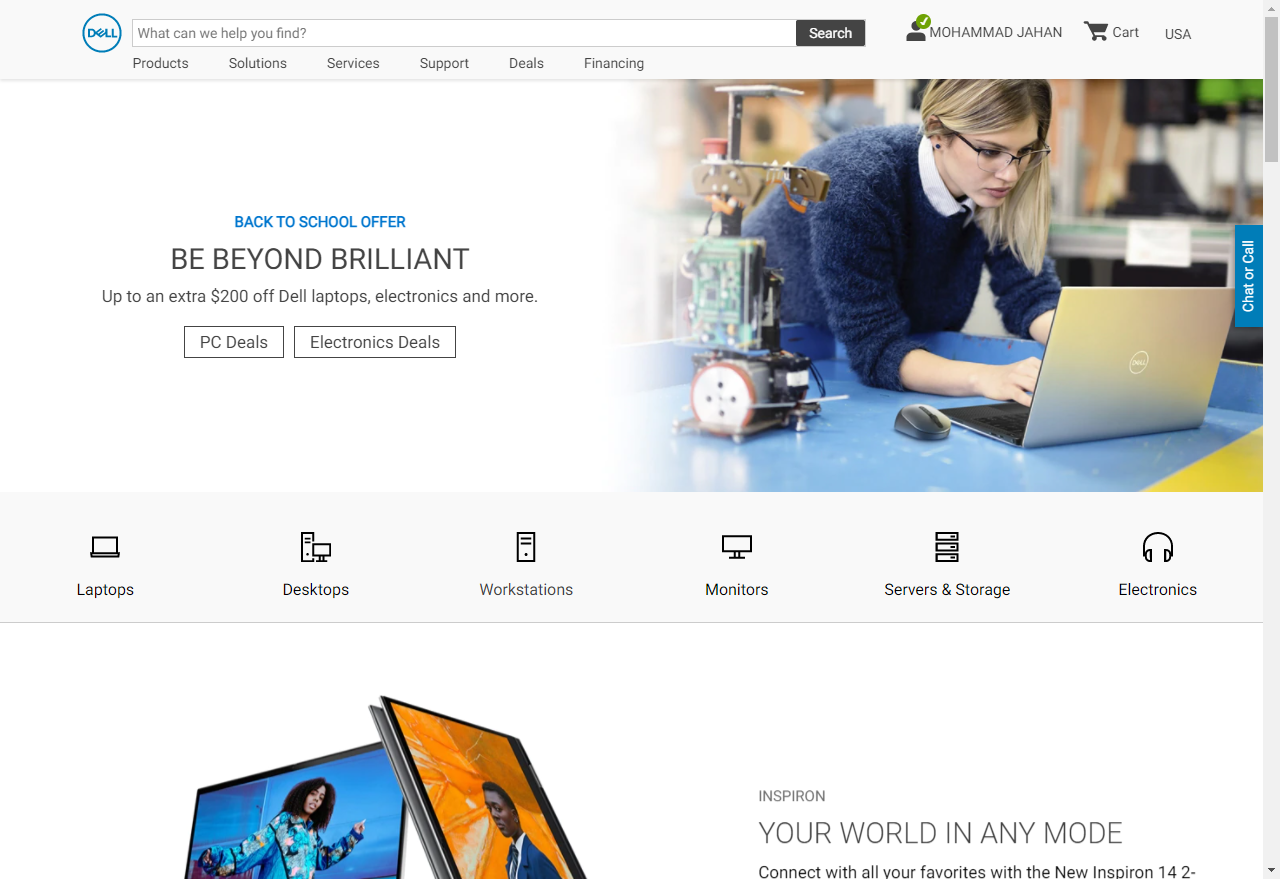 DELL
What can we help you find?
Search
MOHAMMAD JAHAN
Cart
USA
Products
Solutions
Services
Support
Deals
Financing
BACK TO SCHOOL OFFER
BE BEYOND BRILLIANT
Up to an extra $200 off Dell laptops, electronics and more.
PC Deals
Electronics Deals
Chat or Call
DELL
Laptops
Desktops
Workstations
Monitors
Servers & Storage
Electronics
INSPIRON
YOUR WORLD IN ANY MODE
Connect with all your favorites with the New Inspiron 14 2-